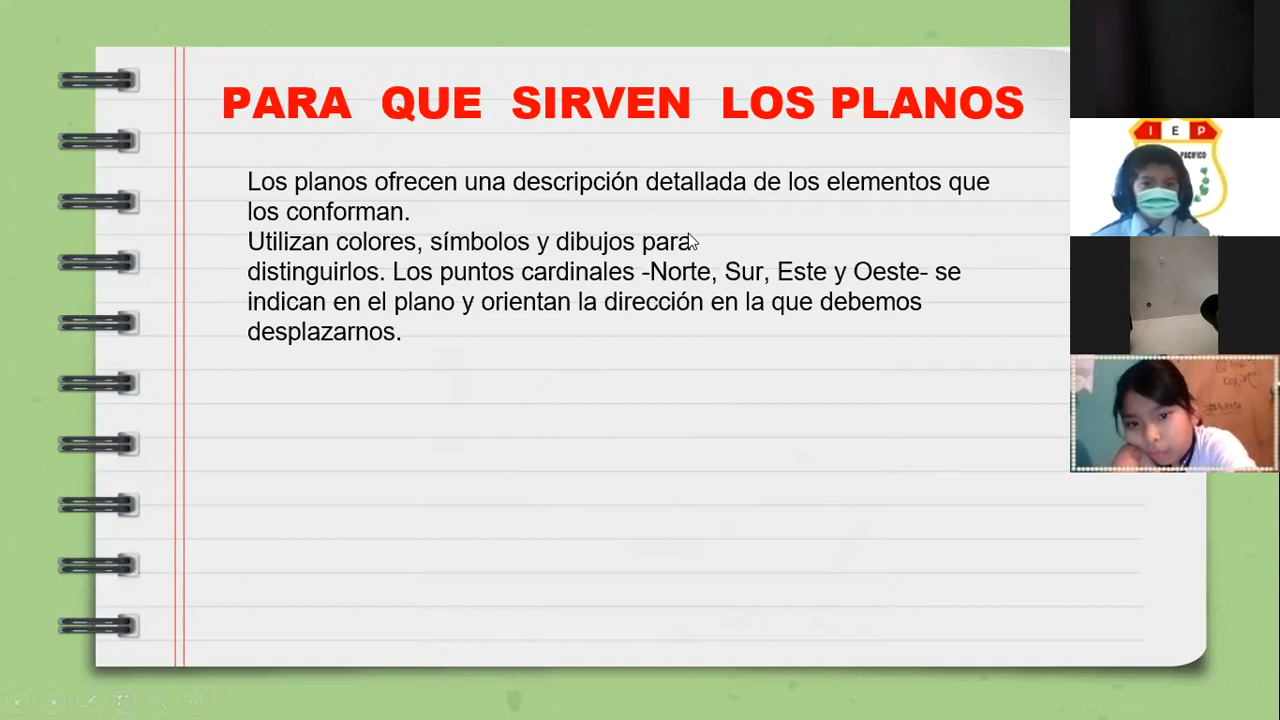 PARA QUE SIRVEN LOS PLANOS
Los planos ofrecen una descripción detallada de los elementos que
los conforman.
Utilizan colores, símbolos y dibujos para
distinguirlos. Los puntos cardinales -Norte, Sur, Este y Oeste- se
indican en el plano y orientan la dirección en la que debemos
desplazarnos.
I E P
PACIFICO